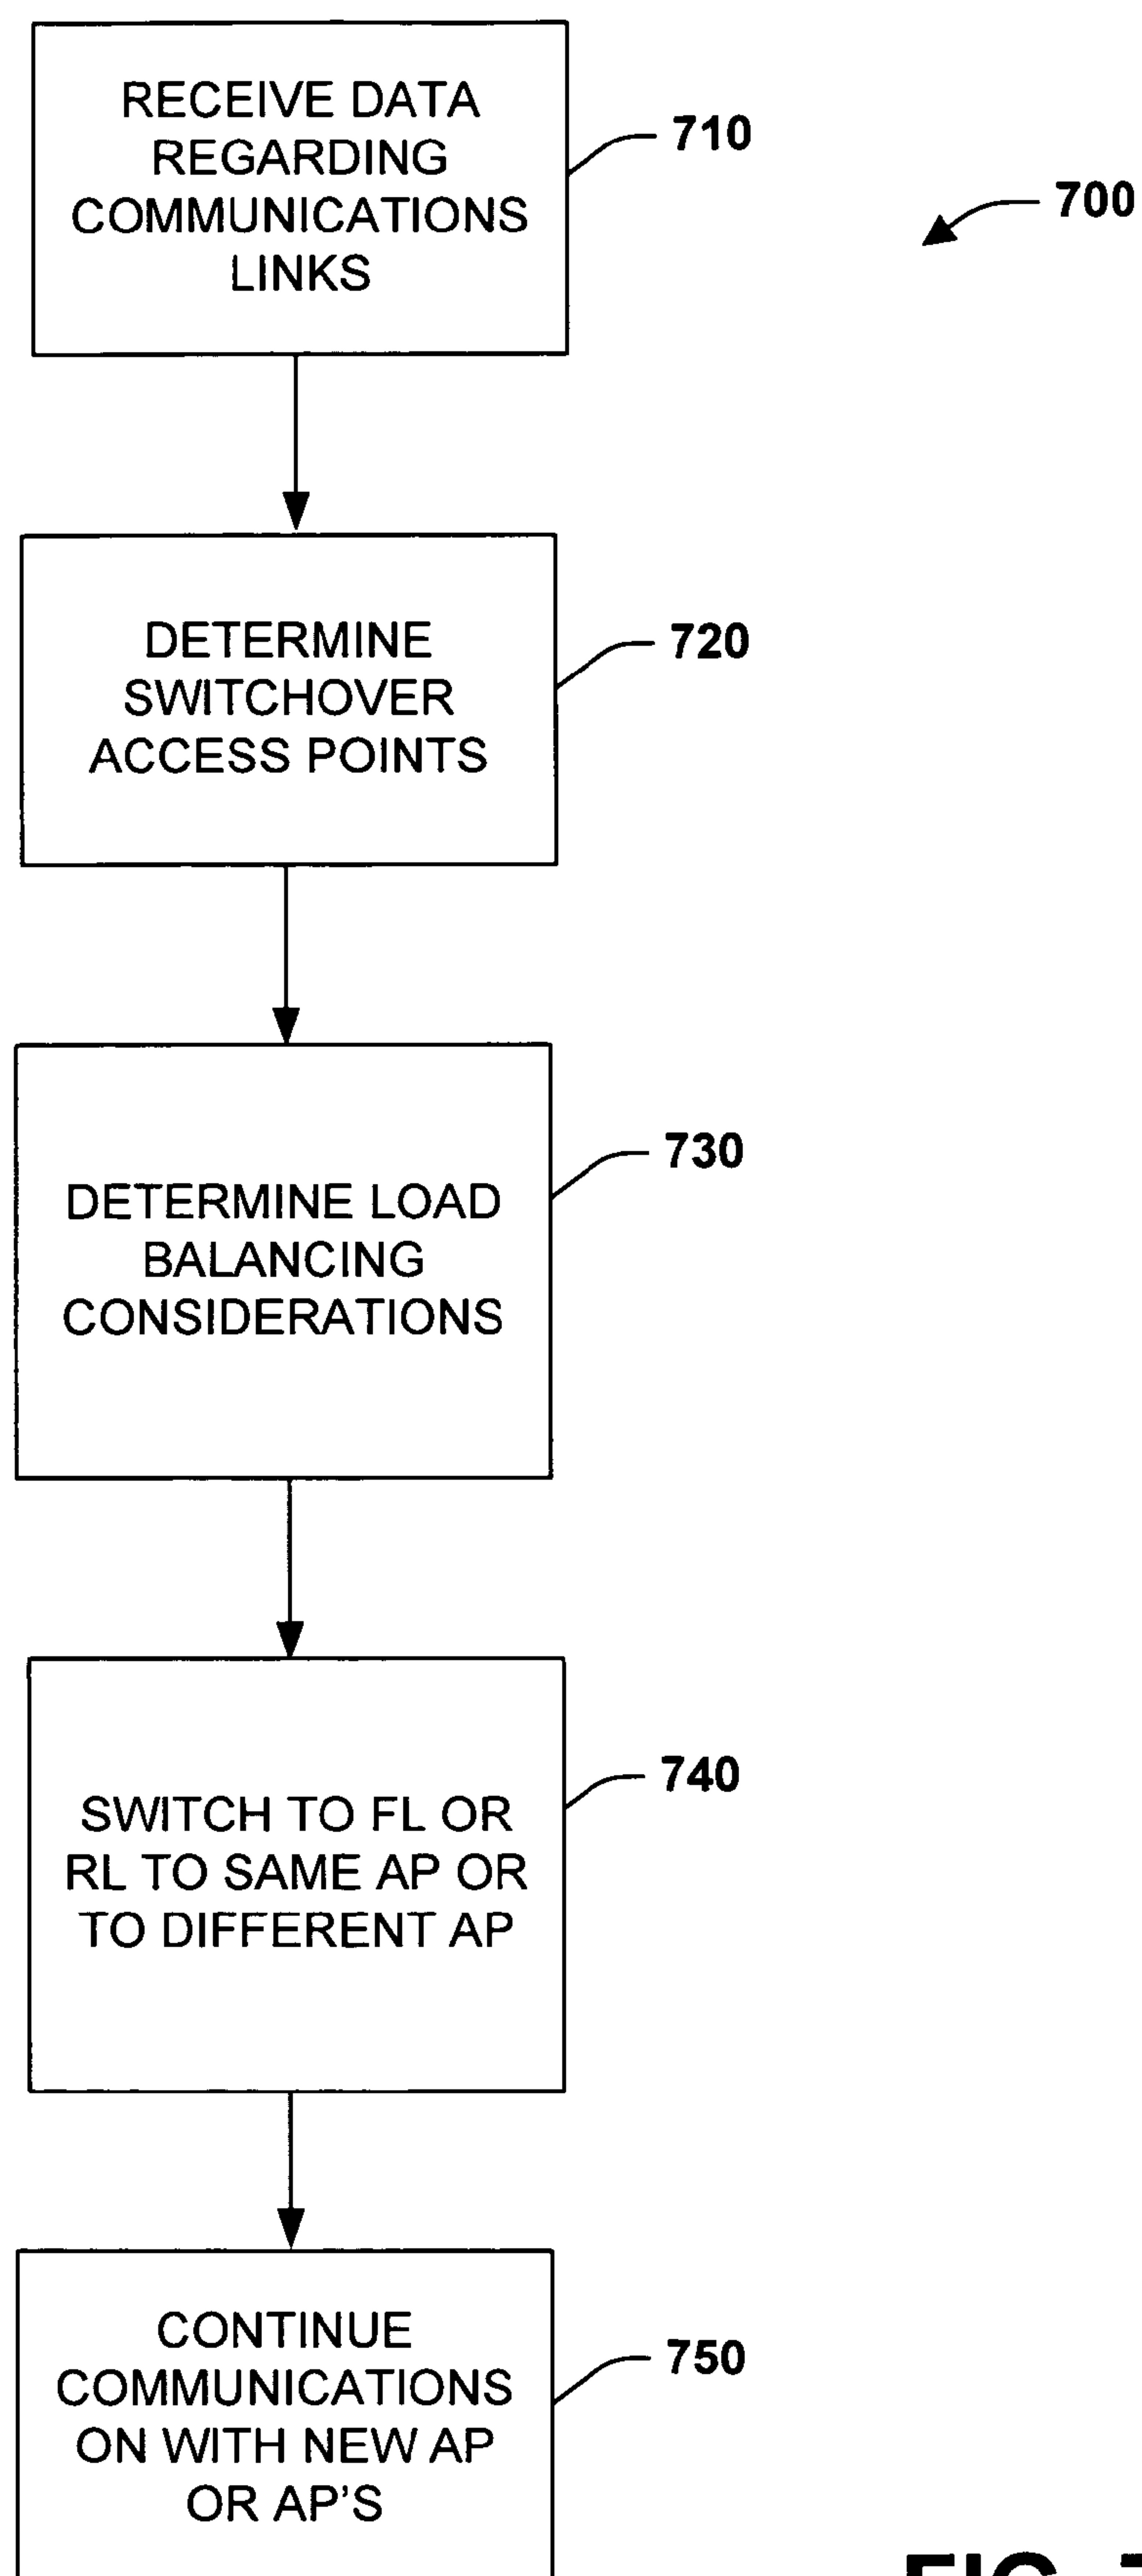 RECEIVE DATA
REGARDING
COMMUNICATIONS
LINKS
710
700
DETERMINE
SWITCHOVER
ACCESS POINTS
720
DETERMINE LOAD
BALANCING
CONSIDERATIONS
730
SWITCH TO FL OR
RL TO SAME AP OR
TO DIFFERENT AP
740
CONTINUE
COMMUNICATIONS
ON WITH NEW AP
OR AP'S
750
FIG.